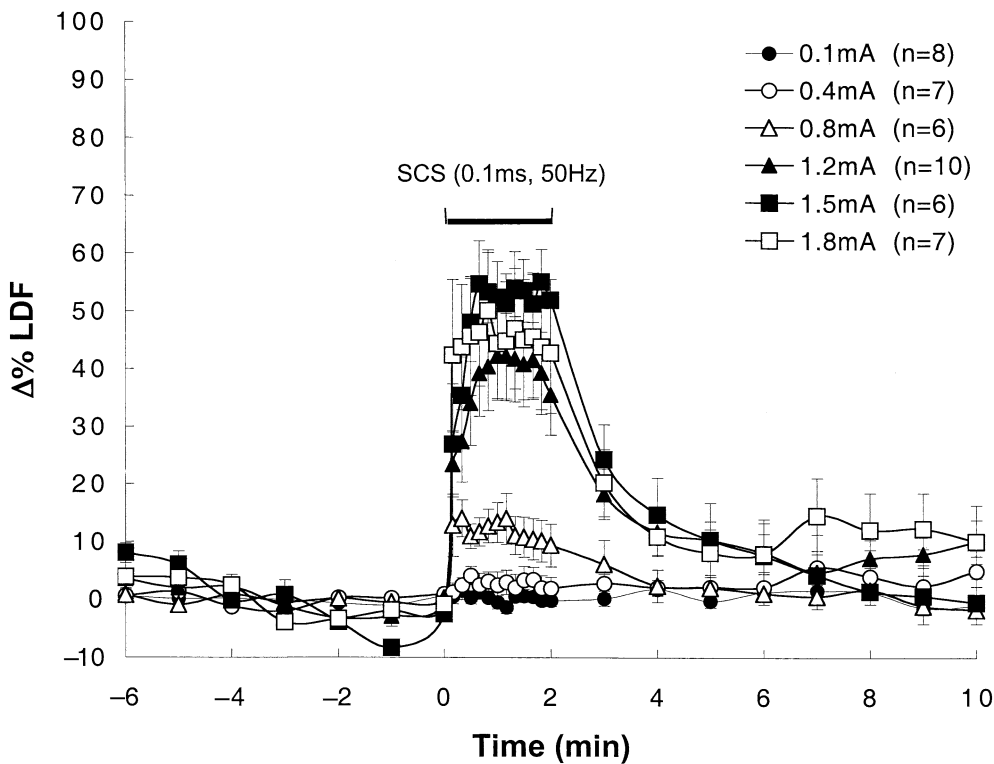 100
90
80
70
60
50
40
30
20
10
0
−10
Δ% LDF
SCS (0.1ms, 50Hz)
0.1mA (n=8)
0.4mA (n=7)
0.8mA (n=6)
1.2mA (n=10)
1.5mA (n=6)
1.8mA (n=7)
−6 −4 −2 0 2 4 6 8 10
Time (min)